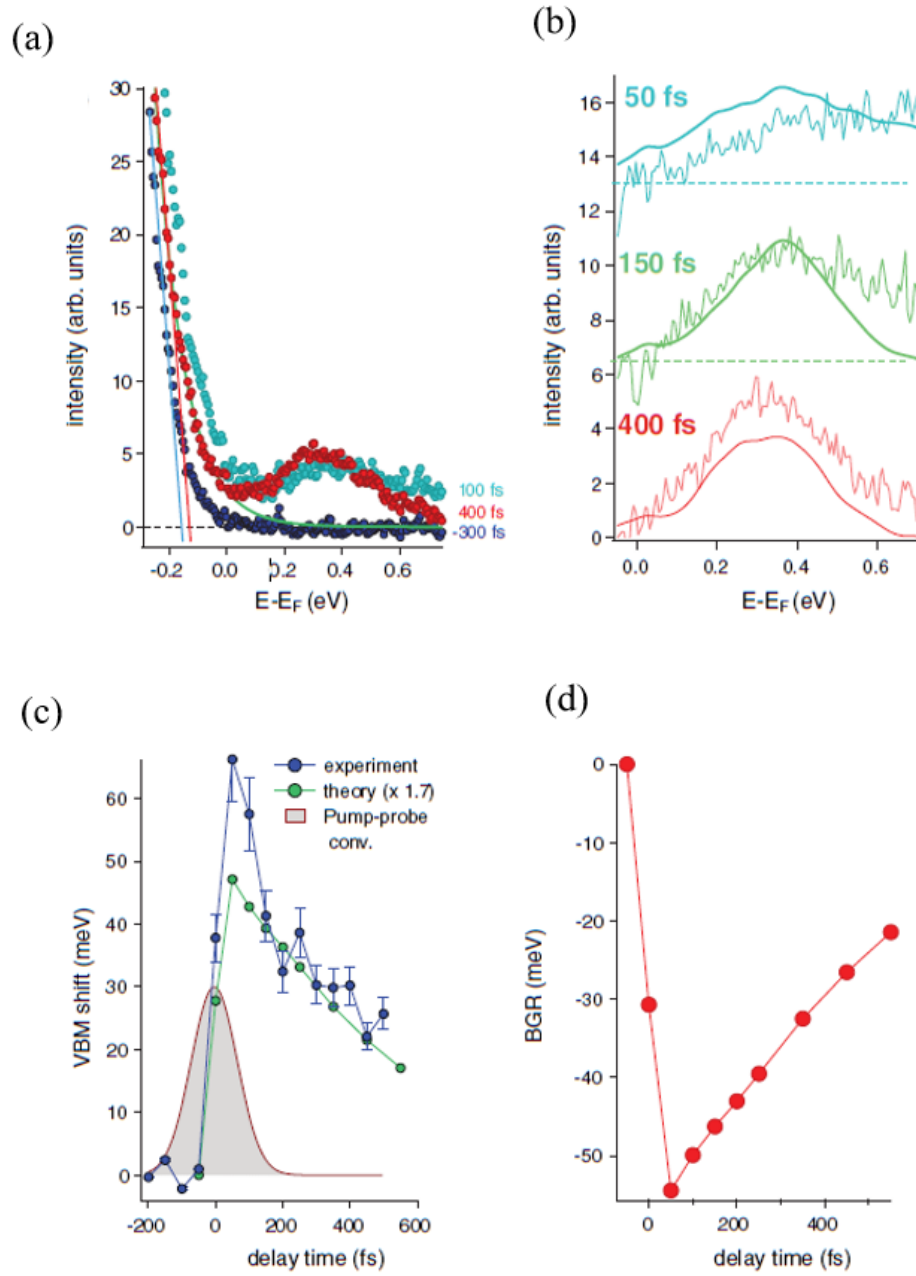 (a)
30
25
20
15
10
5
0
intensity (arb. units)
100 fs
400 fs
-300 fs
-0.2 0.0 0.2 0.4 0.6
E-EF (eV)
(b)
16
14
12
10
8
6
4
2
0
intensity (arb. units)
50 fs
150 fs
400 fs
0.0 0.4 0.6
E-EF (eV)
(c)
60
50
40
30
20
10
0
VBM shift (meV)
experiment
theory (x 1.7)
Pump-probe
conv.
-200 0 200 400 600
delay time (fs)
(d)
0
-10
-20
-30
-40
-50
BGR (meV)
0 200 400
delay time (fs)